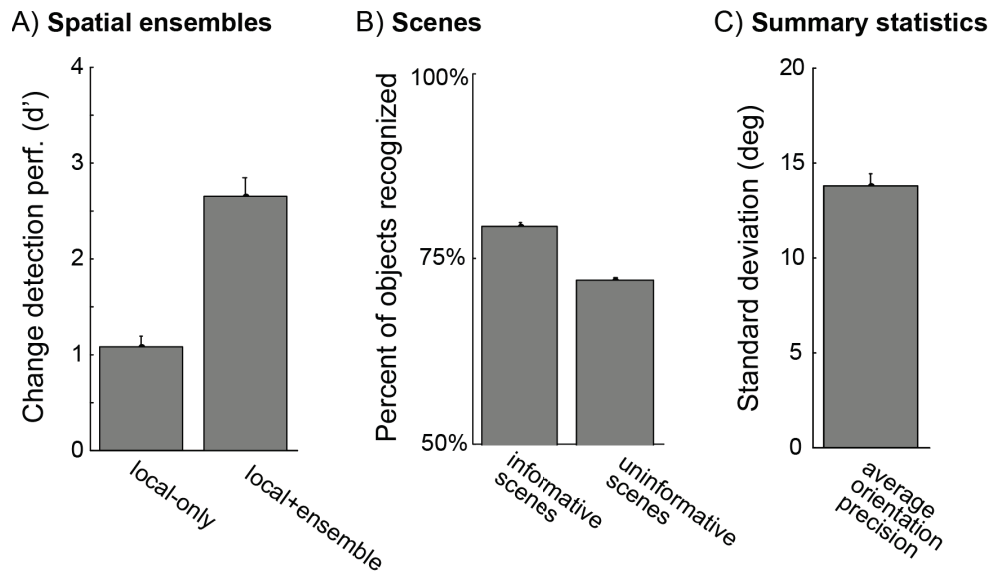 A) Spatial ensembles
Change detection perf. (d')
4
3
2
1
0
local-only
local+ensemble
B) Scenes
Percent of objects recognized
100%
75%
50%
informative
scenes
uninformative
scenes
C) Summary statistics
Standard deviation (deg)
20
15
10
5
0
average
orientation
precision